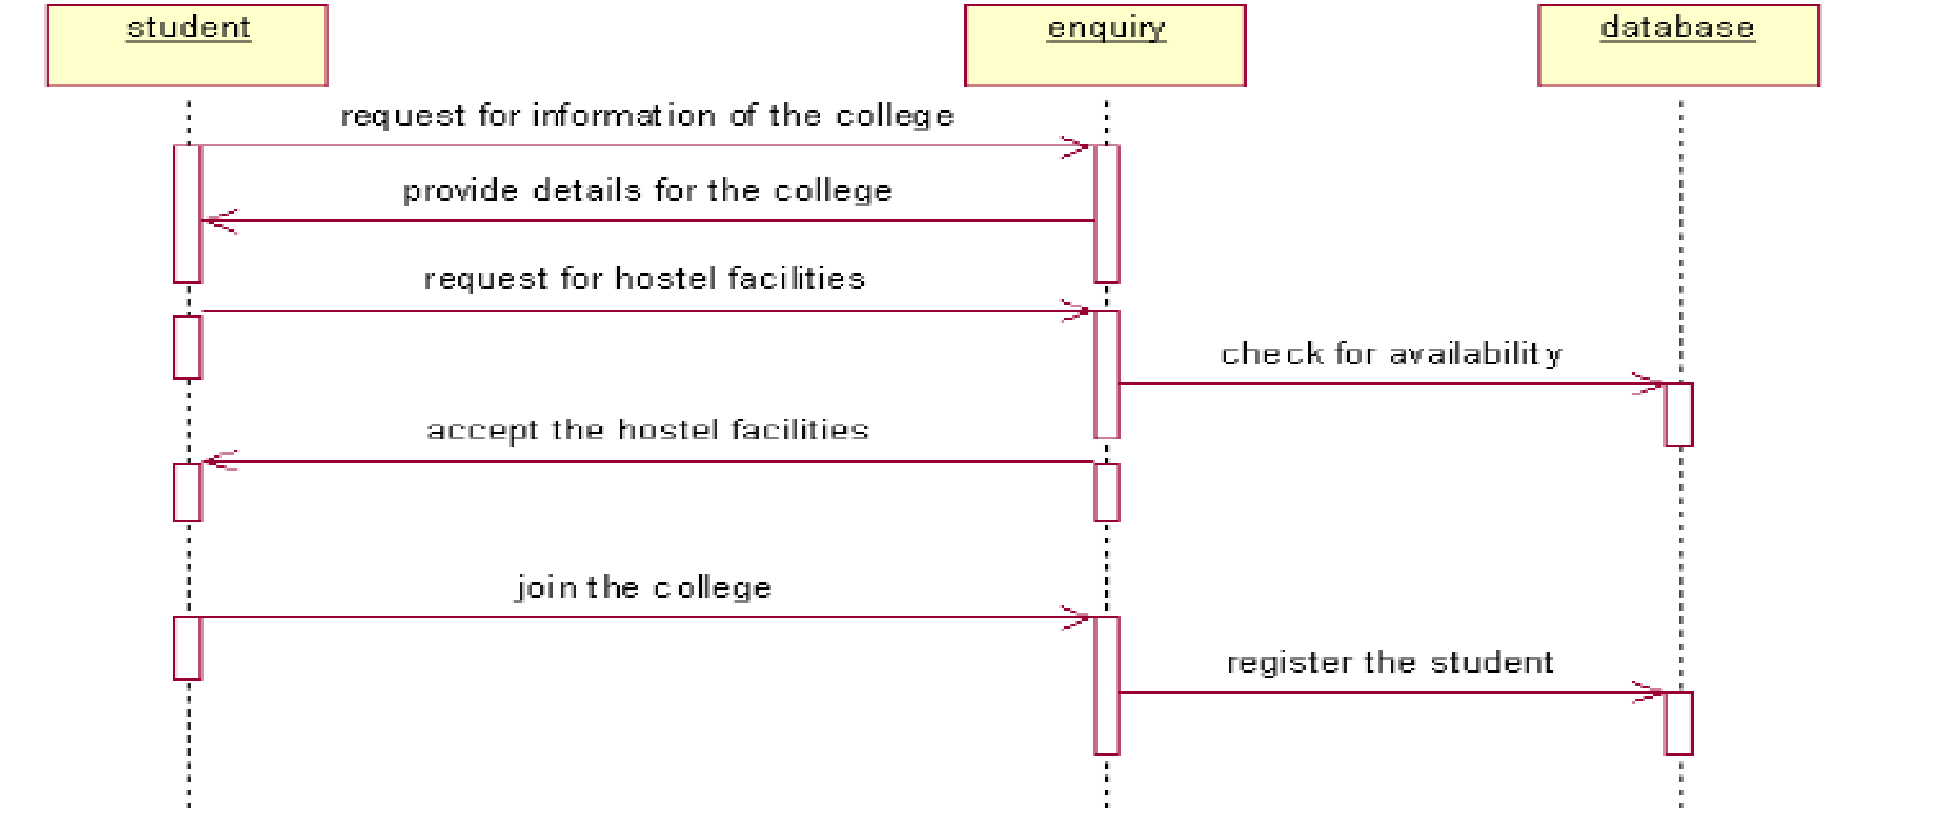 student
enquiry
database
request for information of the college
provide details for the college
request for hostel facilities
check for availability
accept the hostel facilities
join the college
register the student